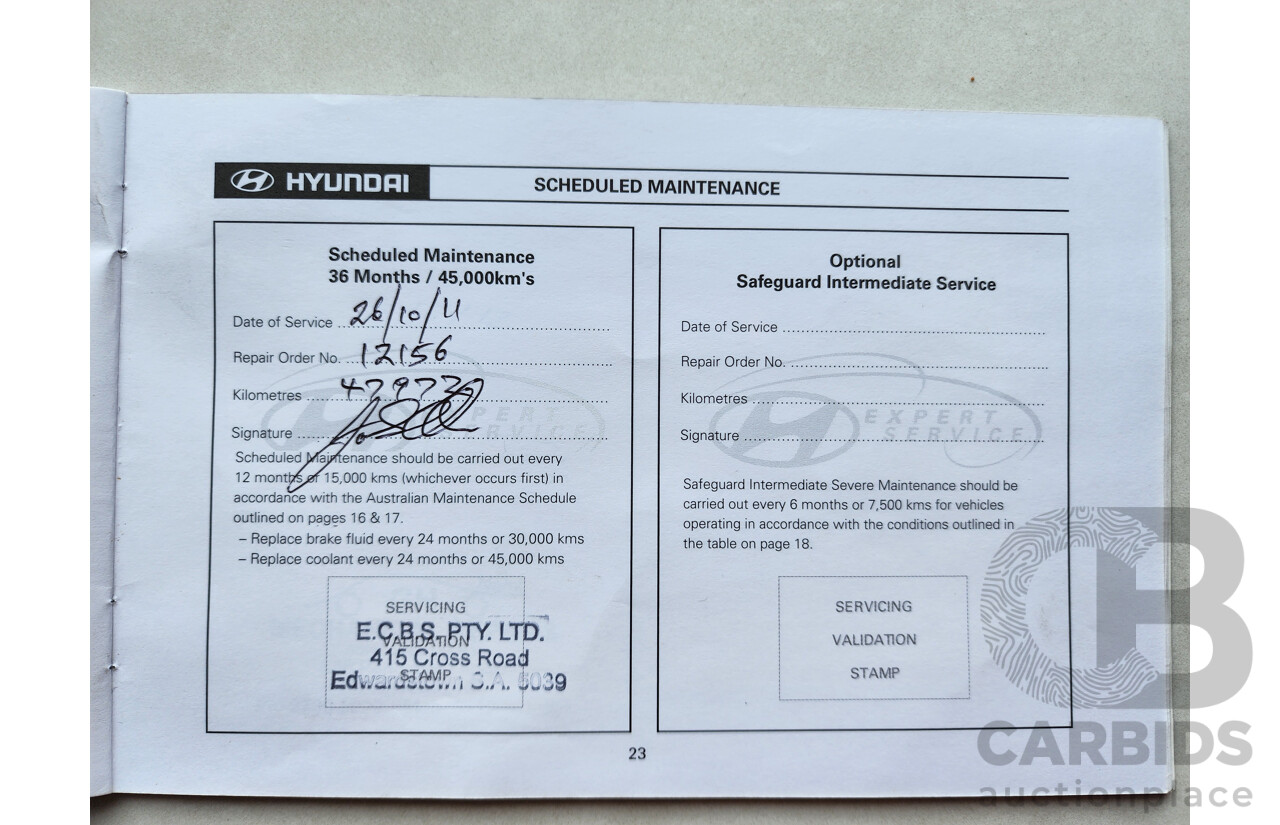 HYUNDAI SCHEDULED MAINTENANCE
Scheduled Maintenance
36 Months / 45,000km's
Date of Service 26/10/11
Repair Order No. 12156
Kilometres
Signature
EXPERT
SERVICE
Scheduled Maintenance should be carried out every
12 months or 15,000 kms (whichever occurs first) in
accordance with the Australian Maintenance Schedule
outlined on pages 16 & 17.
– Replace brake fluid every 24 months or 30,000 kms
– Replace coolant every 24 months or 45,000 kms
SERVICING
VALIDATION
STAMP
E.C.B.S. PTY. LTD.
415 Cross Road
Edwardstown S.A. 5039
Optional
Safeguard Intermediate Service
Date of Service
Repair Order No.
Kilometres
Signature
EXPERT
SERVICE
Safeguard Intermediate Severe Maintenance should be
carried out every 6 months or 7,500 kms for vehicles
operating in accordance with the conditions outlined in
the table on page 18.
SERVICING
VALIDATION
STAMP
23
CB
CARBIDS
auctionplace